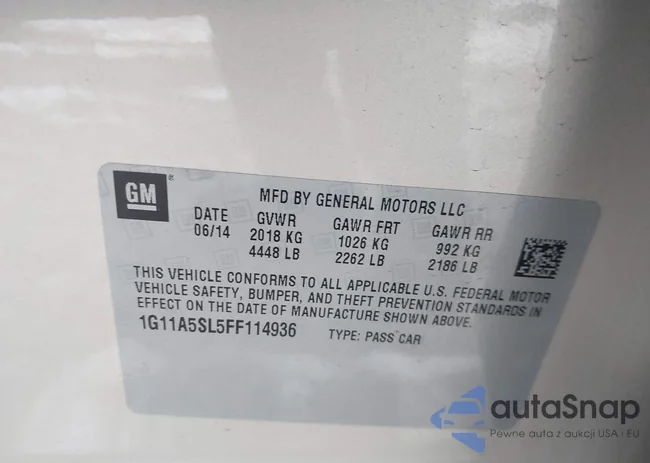 GM®
MFD BY GENERAL MOTORS LLC
DATE GVWR GAWR FRT GAWR RR
06/14 2018 KG 1026 KG 992 KG
4448 LB 2262 LB 2186 LB
THIS VEHICLE CONFORMS TO ALL APPLICABLE U.S. FEDERAL MOTOR
VEHICLE SAFETY, BUMPER, AND THEFT PREVENTION STANDARDS IN
EFFECT ON THE DATE OF MANUFACTURE SHOWN ABOVE.
1G11A5SL5FF114936 TYPE: PASS CAR
autaSnap
Pewne auta z aukcji USA i EU